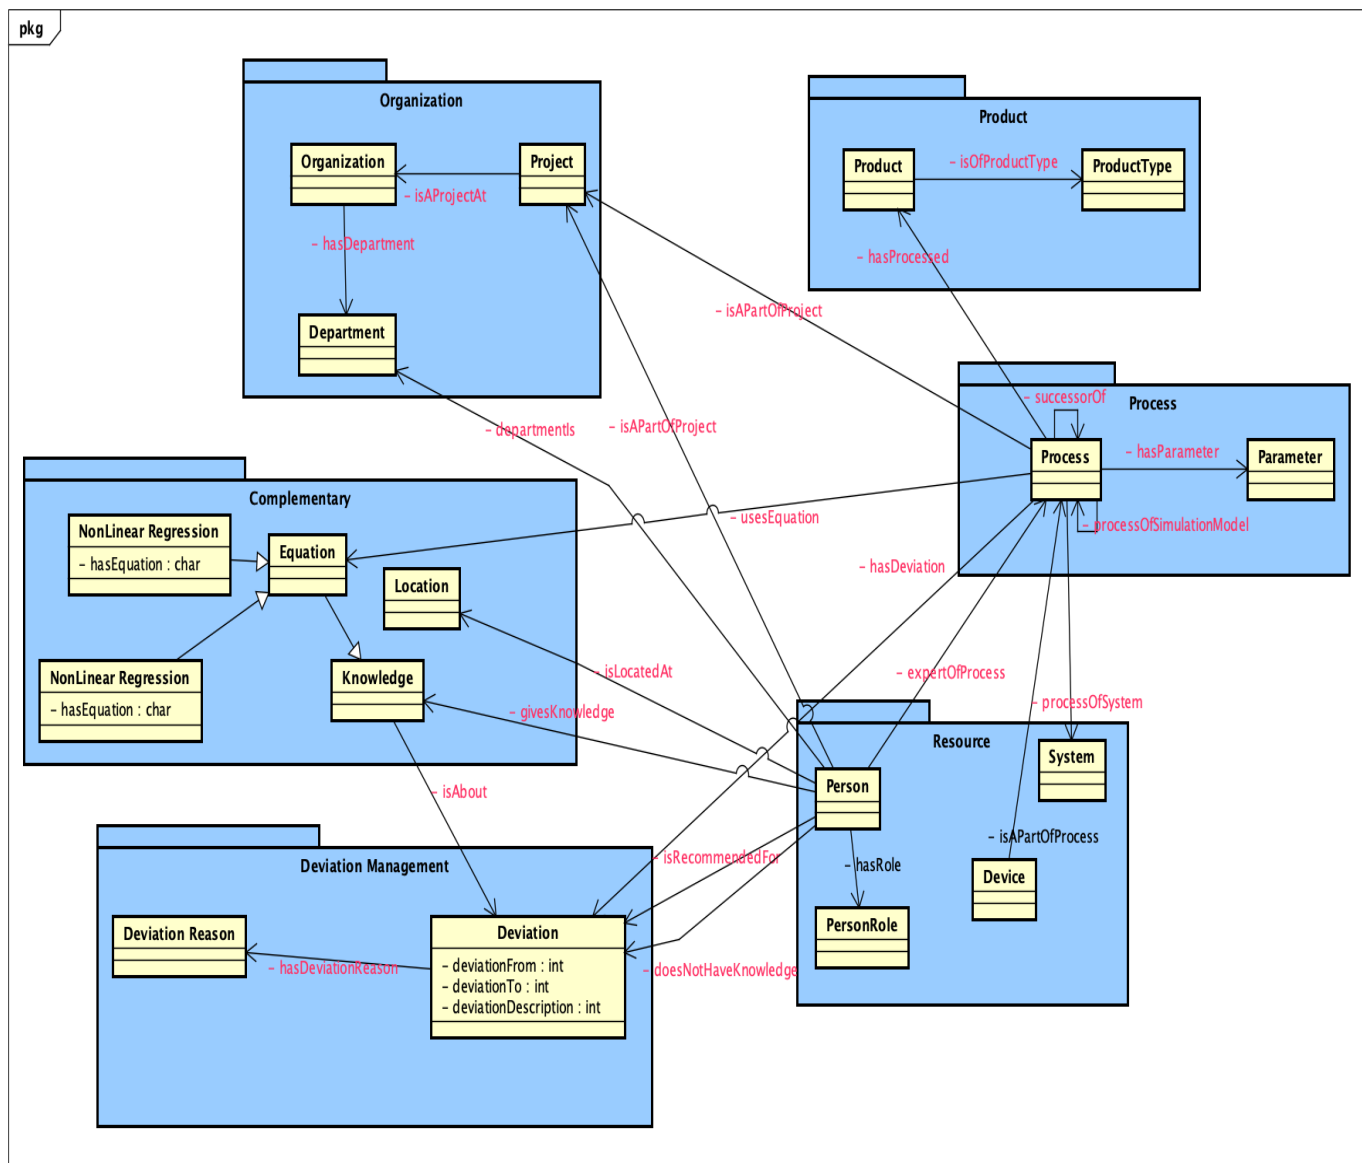 pkg
Organization
Organization
Project
– isAProjectAt
– hasDepartment
Department
Product
Product
– isOfProductType
ProductType
– hasProcessed
– isAPartOfProject
– departmentIs
– isAPartOfProject
– successorOf
Process
Process
– hasParameter
Parameter
– processOfSimulationModel
– usesEquation
– hasDeviation
Complementary
NonLinear Regression
– hasEquation : char
Equation
Location
NonLinear Regression
– hasEquation : char
Knowledge
– isLocatedAt
– givesKnowledge
– expertOfProcess
– processOfSystem
– isAbout
Resource
Person
System
– isAPartOfProcess
– hasRole
Device
PersonRole
– isRecommendedFor
– doesNotHaveKnowledge
Deviation Management
Deviation Reason
– hasDeviationReason
Deviation
– deviationFrom : int
– deviationTo : int
– deviationDescription : int